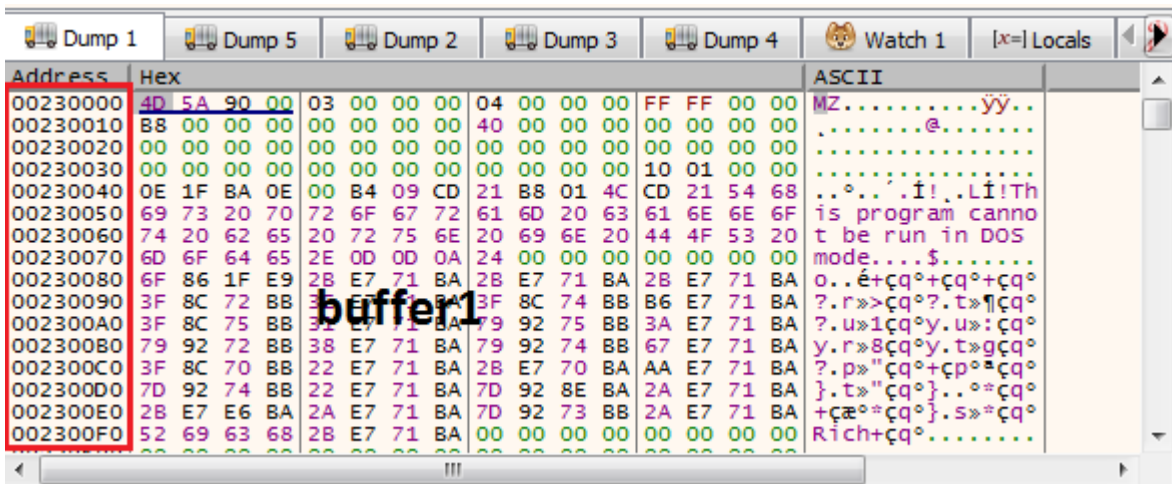 Dump 1 Dump 5 Dump 2 Dump 3 Dump 4 Watch 1 [x=] Locals
Address Hex ASCII
00230000 4D 5A 90 00 03 00 00 00 04 00 00 00 FF FF 00 00 MZ..........ÿÿ..
00230010 B8 00 00 00 00 00 00 00 40 00 00 00 00 00 00 00 ¸.......@.......
00230020 00 00 00 00 00 00 00 00 00 00 00 00 00 00 00 00 ................
00230030 00 00 00 00 00 00 00 00 00 00 00 00 10 01 00 00 ................
00230040 0E 1F BA 0E 00 B4 09 CD 21 B8 01 4C CD 21 54 68 ..º..´.Í!¸.LÍ!Th
00230050 69 73 20 70 72 6F 67 72 61 6D 20 63 61 6E 6E 6F is program canno
00230060 74 20 62 65 20 72 75 6E 20 69 6E 20 44 4F 53 20 t be run in DOS
00230070 6D 6F 64 65 2E 0D 0D 0A 24 00 00 00 00 00 00 00 mode....$.......
00230080 6F 86 1F E9 2B E7 71 BA 2B E7 71 BA 2B E7 71 BA o..é+çqº+çqº+çqº
00230090 3F 8C 72 BB E7 71 BA 3F 8C 74 BB B6 E7 71 BA ?.r»>çqº?.t»¶çqº
buffer1
002300A0 3F 8C 75 BB 31 E7 71 BA 79 92 75 BB 3A E7 71 BA ?.u»1çqºy.u»:çqº
002300B0 79 92 72 BB 38 E7 71 BA 79 92 74 BB 67 E7 71 BA y.r»8çqºy.t»gçqº
002300C0 3F 8C 70 BB 22 E7 71 BA 2B E7 70 BA AA E7 71 BA ?.p»"çqº+çpºªçqº
002300D0 7D 92 74 BB 22 E7 71 BA 7D 92 8E BA 2A E7 71 BA }.t»"çqº}..º*çqº
002300E0 2B E7 E6 BA 2A E7 71 BA 7D 92 73 BB 2A E7 71 BA +çæº*çqº}.s»*çqº
002300F0 52 69 63 68 2B E7 71 BA 00 00 00 00 00 00 00 00 Rich+çqº........